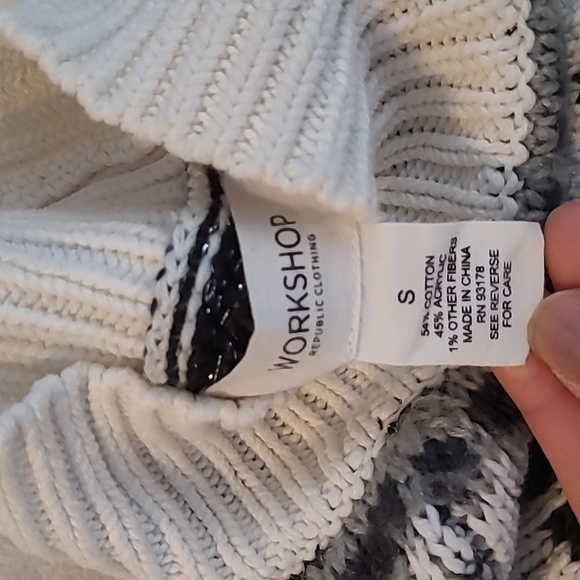 WORKSHOP
REPUBLIC CLOTHING
S
54% COTTON
45% ACRYLIC
1% OTHER FIBERS
MADE IN CHINA
RN 93178
SEE REVERSE
FOR CARE